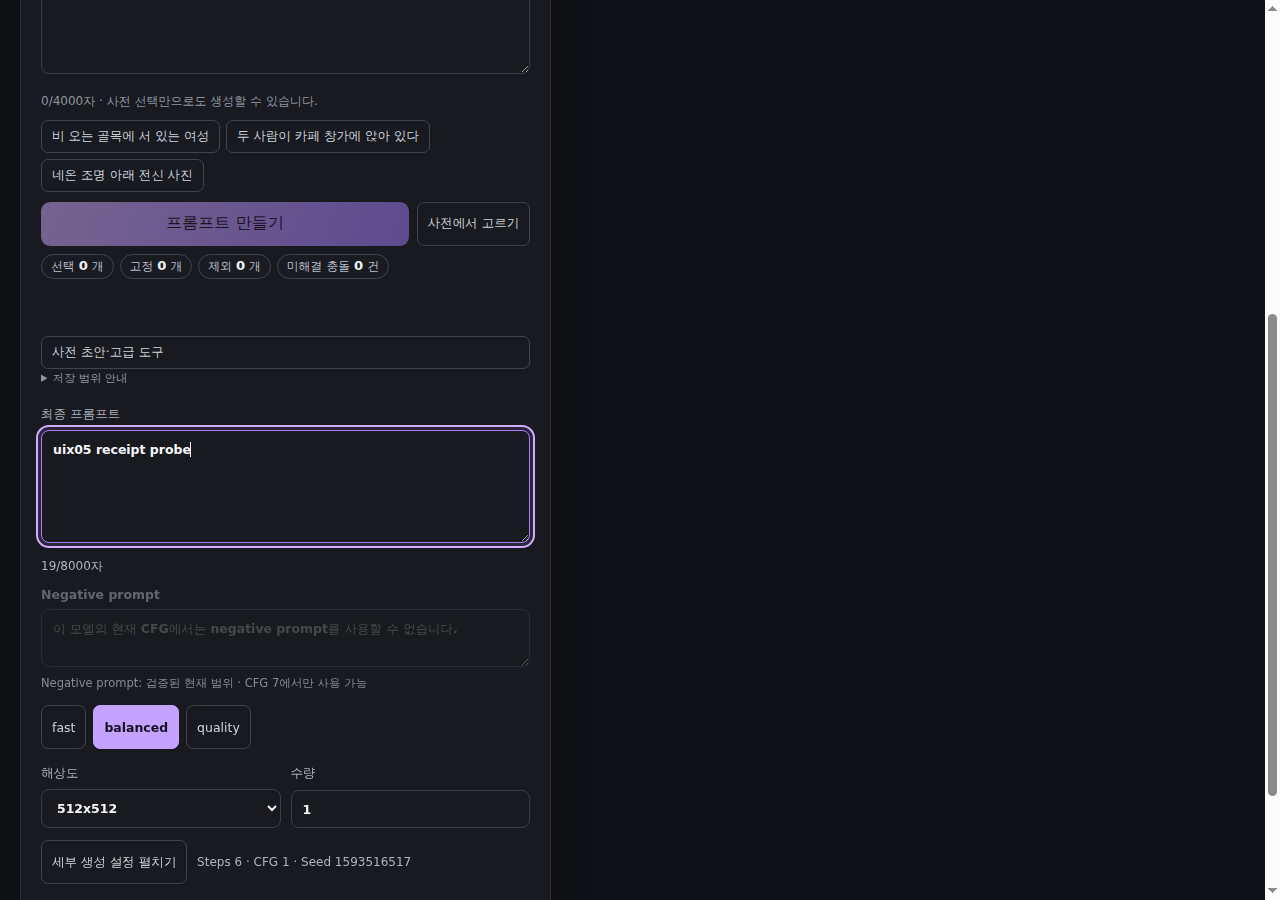 0/4000자 · 사전 선택만으로도 생성할 수 있습니다.
비 오는 골목에 서 있는 여성
두 사람이 카페 창가에 앉아 있다
네온 조명 아래 전신 사진
프롬프트 만들기
사전에서 고르기
선택 0 개
고정 0 개
제외 0 개
미해결 충돌 0 건
사전 초안·고급 도구
▶ 저장 범위 안내
최종 프롬프트
uix05 receipt probe
19/8000자
Negative prompt
이 모델의 현재 CFG에서는 negative prompt를 사용할 수 없습니다.
Negative prompt: 검증된 현재 범위 · CFG 7에서만 사용 가능
fast
balanced
quality
해상도
수량
512x512
1
세부 생성 설정 펼치기
Steps 6 · CFG 1 · Seed 1593516517